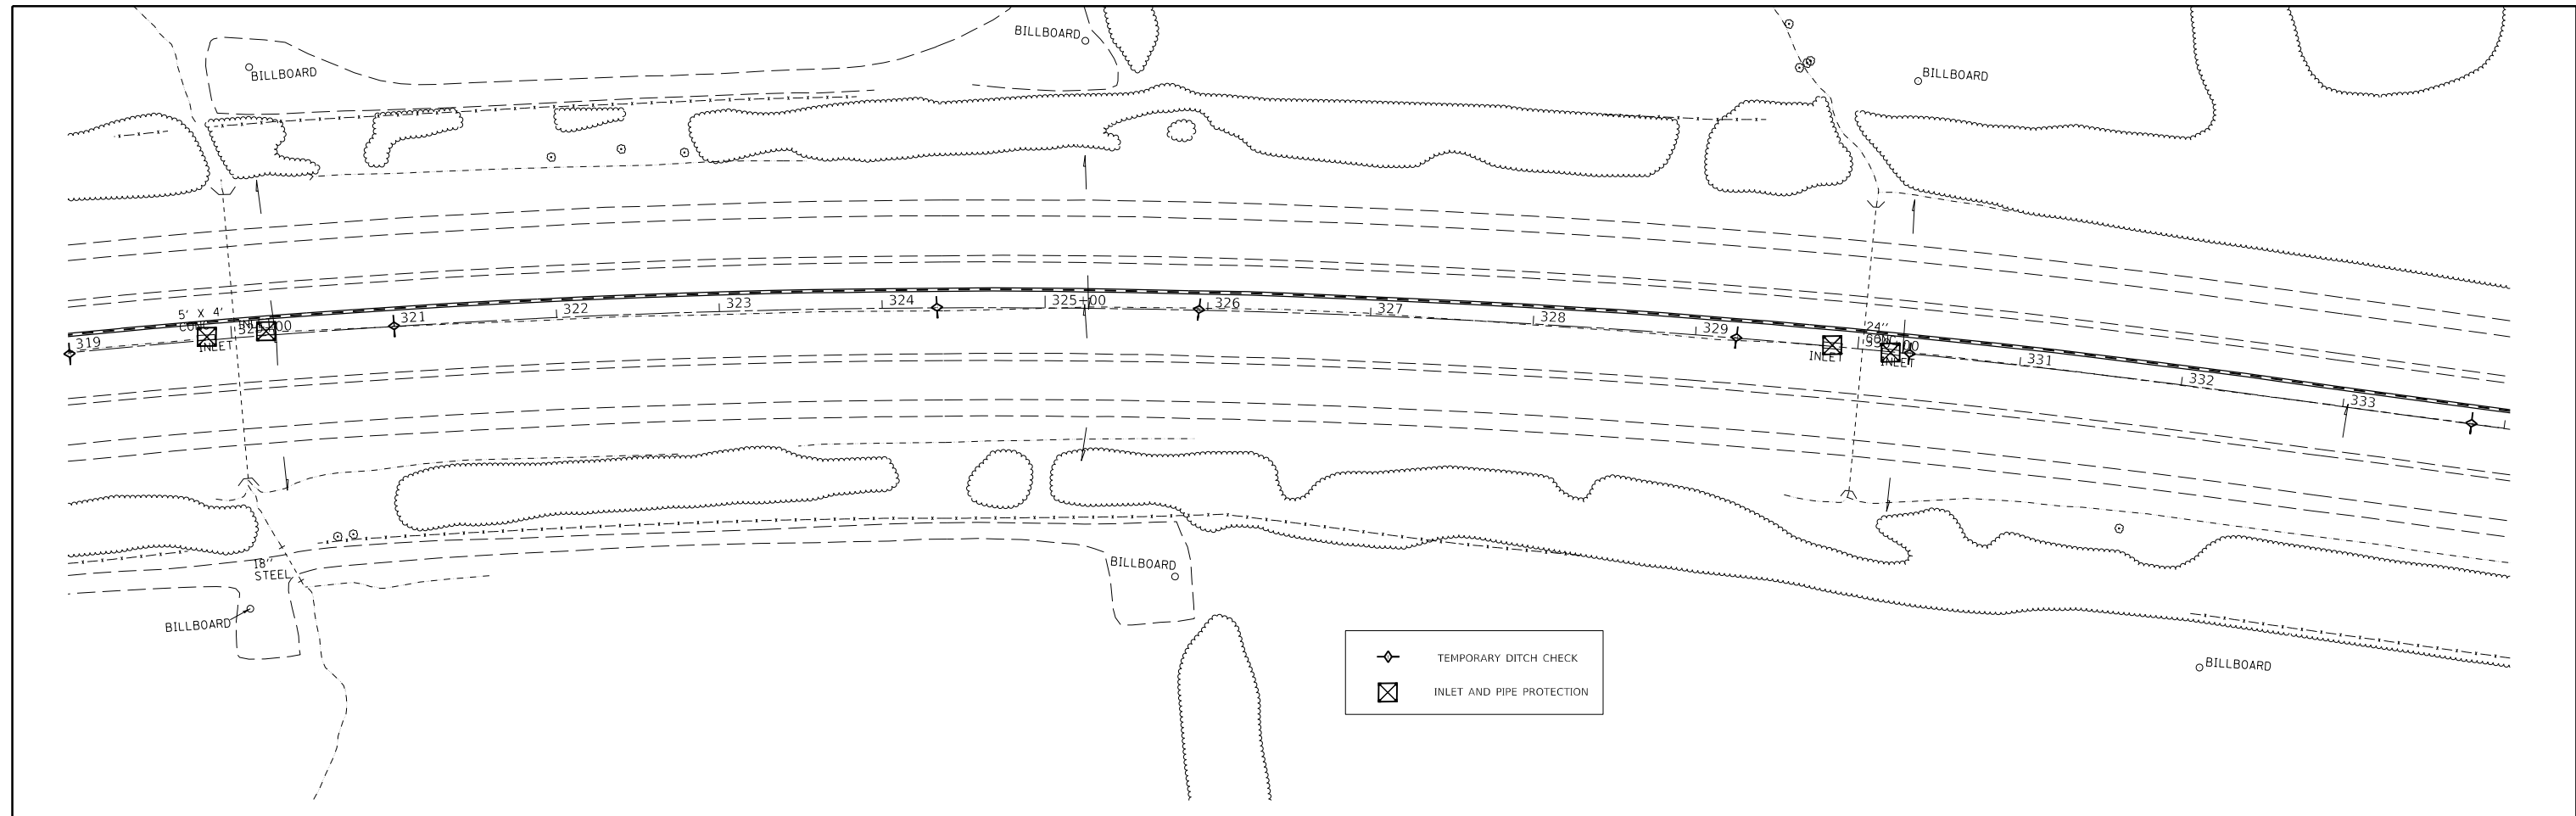 BILLBOARD
BILLBOARD
BILLBOARD
5' X 4'
INLET
319
321
322
323
324
325+00
326
327
328
329
24"
INLET
INLET
331
332
333
18"
STEEL
BILLBOARD
BILLBOARD
TEMPORARY DITCH CHECK
INLET AND PIPE PROTECTION
BILLBOARD